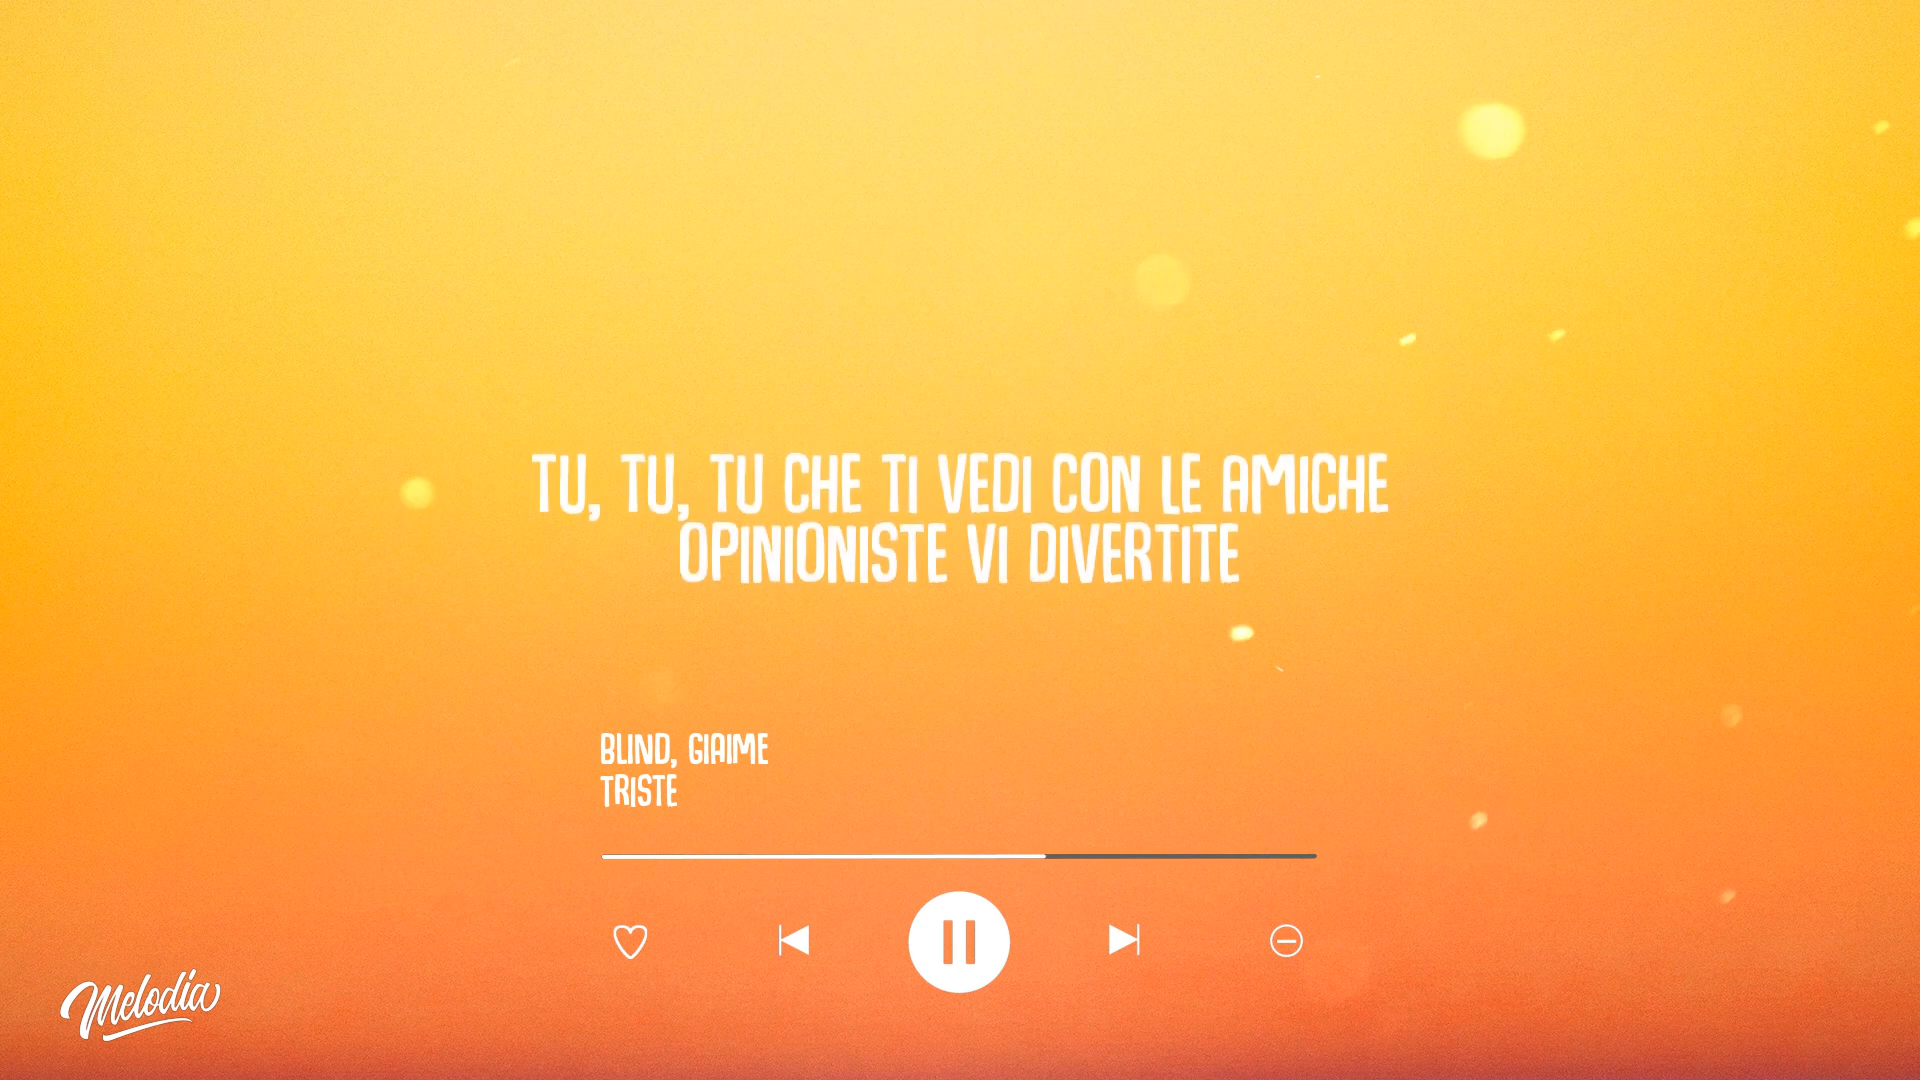 TU, TU, TU CHE TI VEDI CON LE AMICHE
OPINIONISTE VI DIVERTITE
BLIND, GIAIME
TRISTE
Melodia